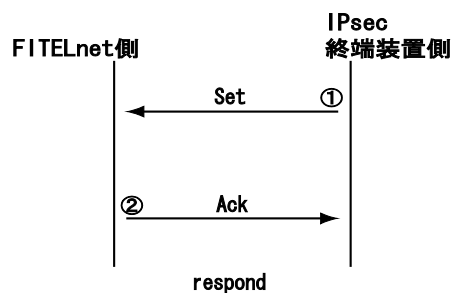 IPsec
FITELnet側
終端装置側
Set ①
② Ack
respond